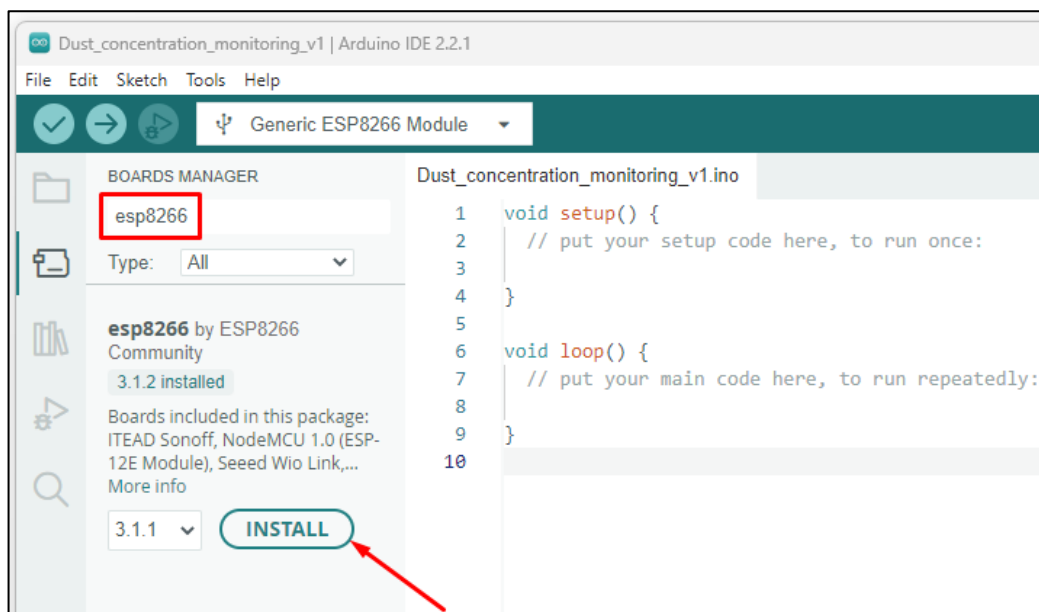 Dust_concentration_monitoring_v1 | Arduino IDE 2.2.1
File Edit Sketch Tools Help
Generic ESP8266 Module
BOARDS MANAGER
esp8266
Type: All
esp8266 by ESP8266
Community
3.1.2 installed
Boards included in this package:
ITEAD Sonoff, NodeMCU 1.0 (ESP-
12E Module), Seeed Wio Link,...
More info
3.1.1 INSTALL
Dust_concentration_monitoring_v1.ino
1 void setup() {
2 // put your setup code here, to run once:
3
4 }
5
6 void loop() {
7 // put your main code here, to run repeatedly:
8
9 }
10